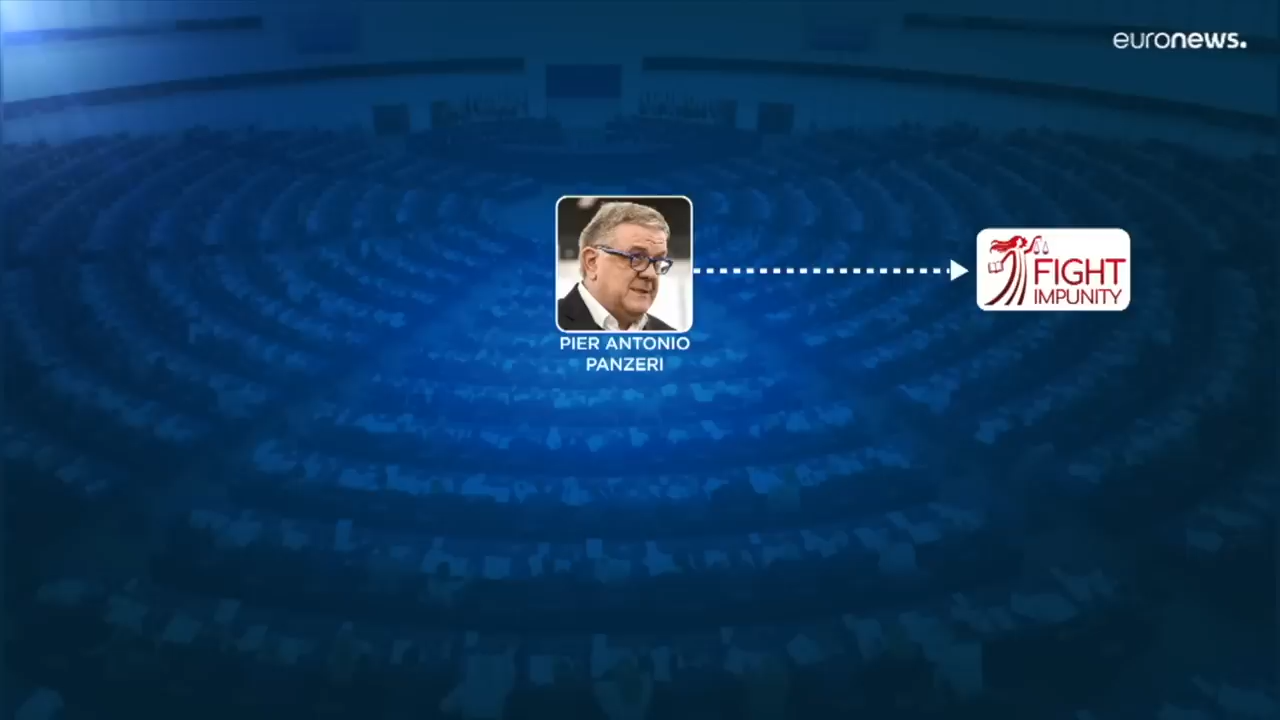 euronews.
FIGHT
IMPUNITY
PIER ANTONIO
PANZERI